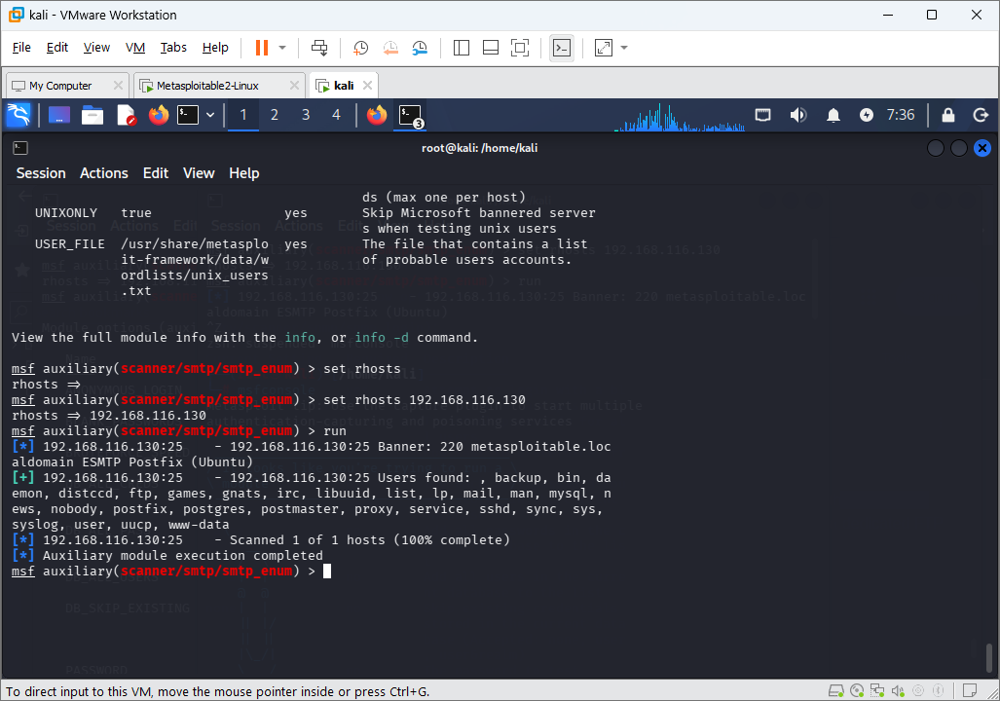 kali - VMware Workstation
File Edit View VM Tabs Help
My Computer Metasploitable2-Linux kali
1 2 3 4 3 7:36
root@kali: /home/kali
Session Actions Edit View Help
ds (max one per host)
UNIXONLY true yes Skip Microsoft bannered server
s when testing unix users
USER_FILE /usr/share/metasplo yes The file that contains a list
it-framework/data/w of probable users accounts.
ordlists/unix_users
.txt
View the full module info with the info, or info -d command.
msf auxiliary(scanner/smtp/smtp_enum) > set rhosts
rhosts =>
msf auxiliary(scanner/smtp/smtp_enum) > set rhosts 192.168.116.130
rhosts => 192.168.116.130
msf auxiliary(scanner/smtp/smtp_enum) > run
[*] 192.168.116.130:25 - 192.168.116.130:25 Banner: 220 metasploitable.loc
aldomain ESMTP Postfix (Ubuntu)
[+] 192.168.116.130:25 - 192.168.116.130:25 Users found: , backup, bin, da
emon, distccd, ftp, games, gnats, irc, libuuid, list, lp, mail, man, mysql, n
ews, nobody, postfix, postgres, postmaster, proxy, service, sshd, sync, sys,
syslog, user, uucp, www-data
[*] 192.168.116.130:25 - Scanned 1 of 1 hosts (100% complete)
[*] Auxiliary module execution completed
msf auxiliary(scanner/smtp/smtp_enum) >
DB_SKIP_EXISTING
PASSWORD
To direct input to this VM, move the mouse pointer inside or press Ctrl+G.